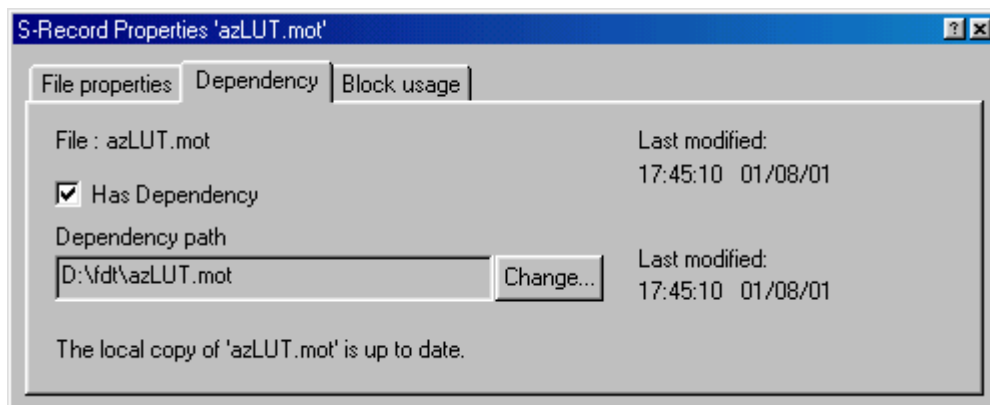 S-Record Properties 'azLUT.mot'
File properties Dependency Block usage
File : azLUT.mot Last modified:
17:45:10 01/08/01
Has Dependency
Dependency path
Last modified:
D:\fdt\azLUT.mot Change...
17:45:10 01/08/01
The local copy of 'azLUT.mot' is up to date.